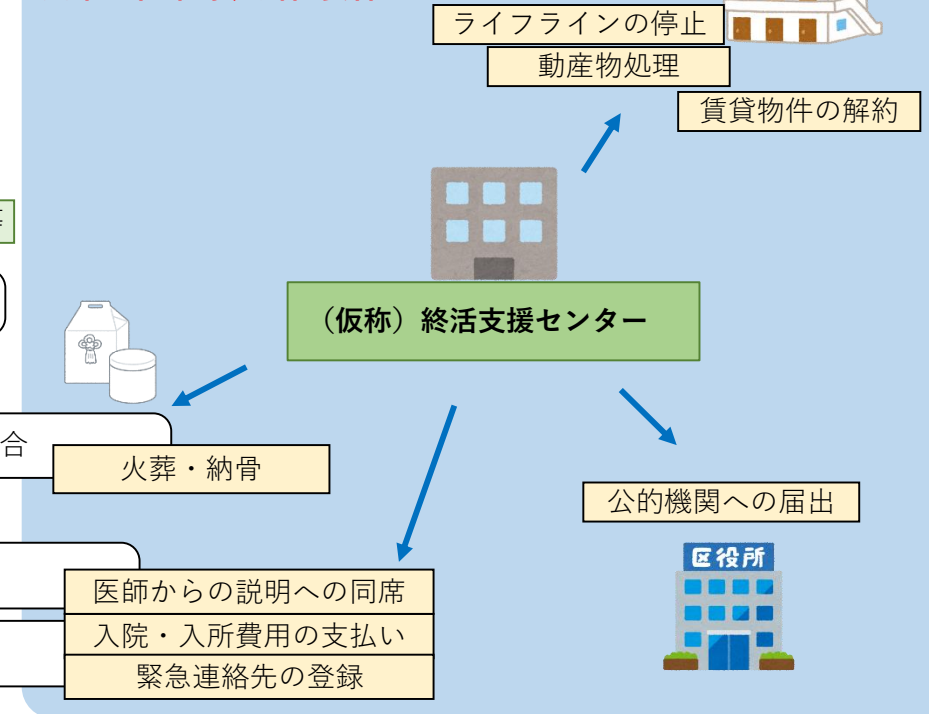 ライフラインの停止
動産物処理
賃貸物件の解約
（仮称）終活支援センター
合
火葬・納骨
公的機関への届出
区役所
医師からの説明への同席
入院・入所費用の支払い
緊急連絡先の登録